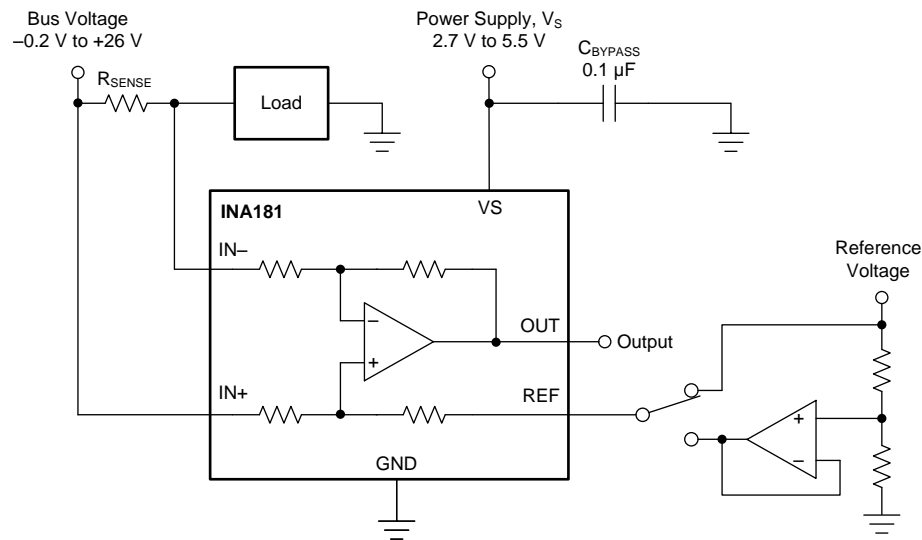 Bus Voltage
–0.2 V to +26 V
Power Supply, VS
2.7 V to 5.5 V
CBYPASS
0.1 µF
RSENSE
Load
INA181
VS
IN–
Reference
Voltage
–
OUT
Output
+
IN+
REF
+
–
GND